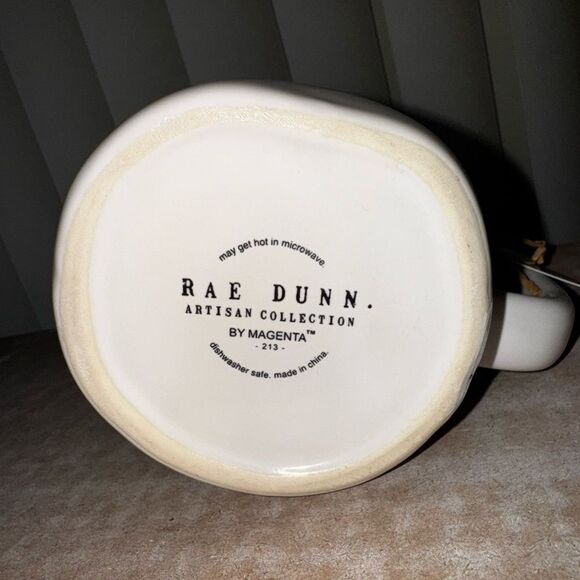 may get hot in microwave.
RAE DUNN.
ARTISAN COLLECTION
BY MAGENTA™
- 213 -
dishwasher safe. made in china.